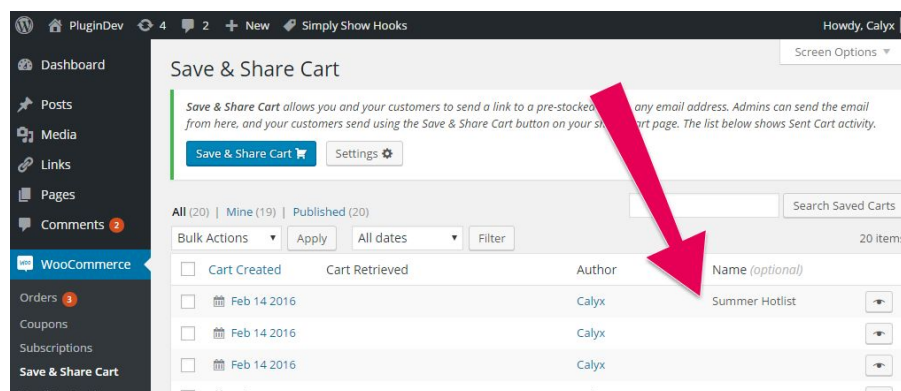 PluginDev 4 2 + New Simply Show Hooks Howdy, Calyx
Screen Options
Dashboard
Posts
Media
Links
Pages
Comments 2
WooCommerce
Orders 3
Coupons
Subscriptions
Save & Share Cart
Save & Share Cart
Save & Share Cart allows you and your customers to send a link to a pre-stocked any email address. Admins can send the email
from here, and your customers send using the Save & Share Cart button on your page. The list below shows Sent Cart activity.
Save & Share Cart Settings
Search Saved Carts
All (20) | Mine (19) | Published (20)
Bulk Actions Apply All dates Filter 20 items
Cart Created Cart Retrieved Author Name (optional)
Feb 14 2016 Calyx Summer Hotlist
Feb 14 2016 Calyx
Feb 14 2016 Calyx